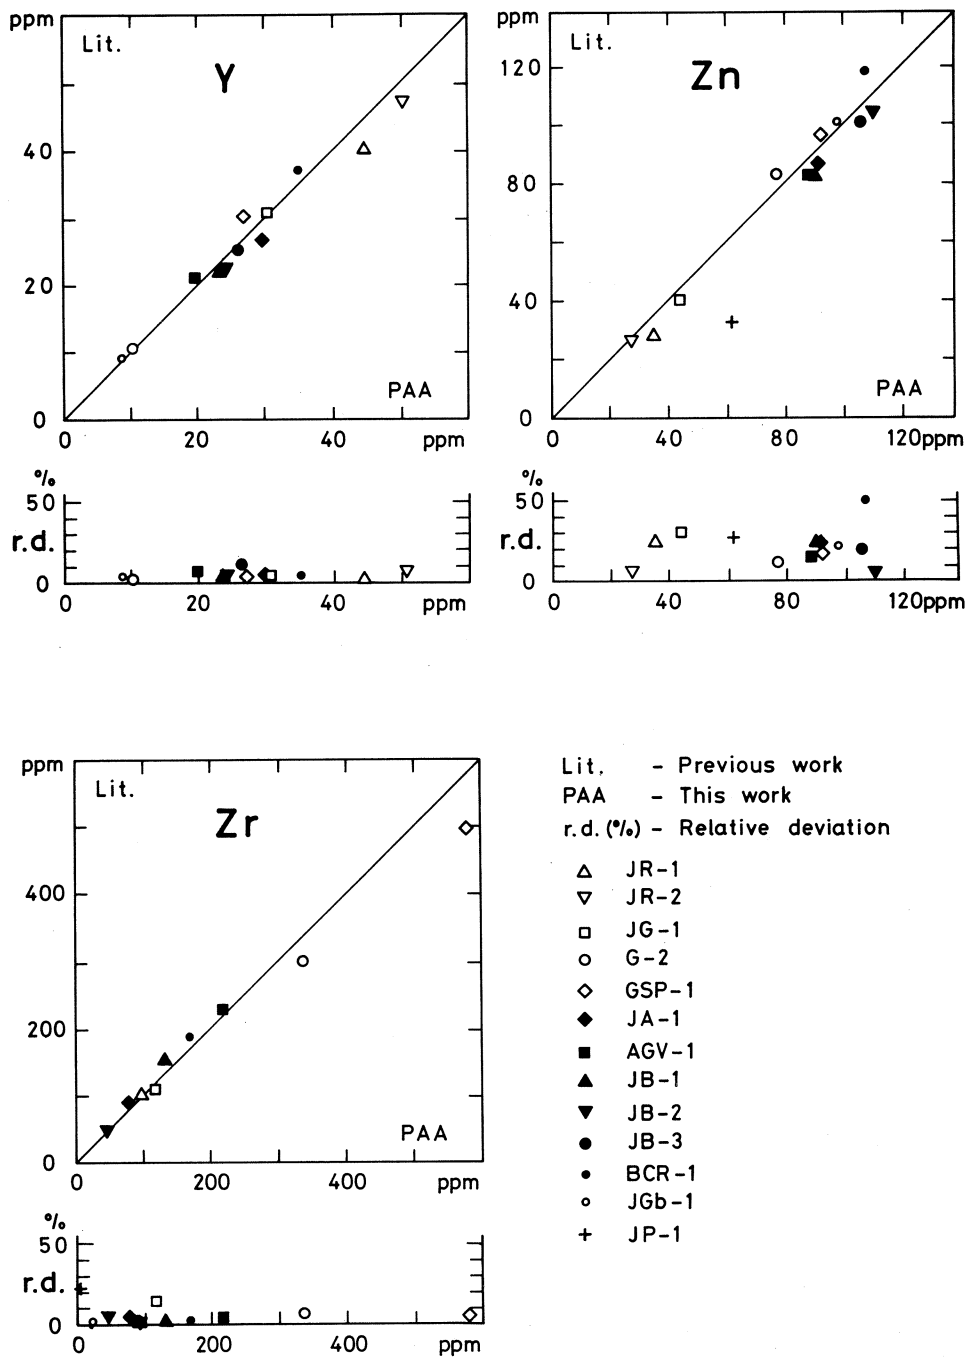 ppm
Lit.
Y
40
20
0
PAA
0 20 40 ppm
%
50
r.d.
0
0 20 40 ppm
ppm
Lit.
Zn
120
80
40
0
PAA
0 40 80 120ppm
%
50
r.d.
0
0 40 80 120ppm
ppm
Lit.
Zr
400
200
0
PAA
0 200 400 ppm
%
50
r.d.
0
0 200 400 ppm
Lit. – Previous work
PAA – This work
r.d. (%) – Relative deviation
JR-1
JR-2
JG-1
G-2
GSP-1
JA-1
AGV-1
JB-1
JB-2
JB-3
BCR-1
JGb-1
JP-1